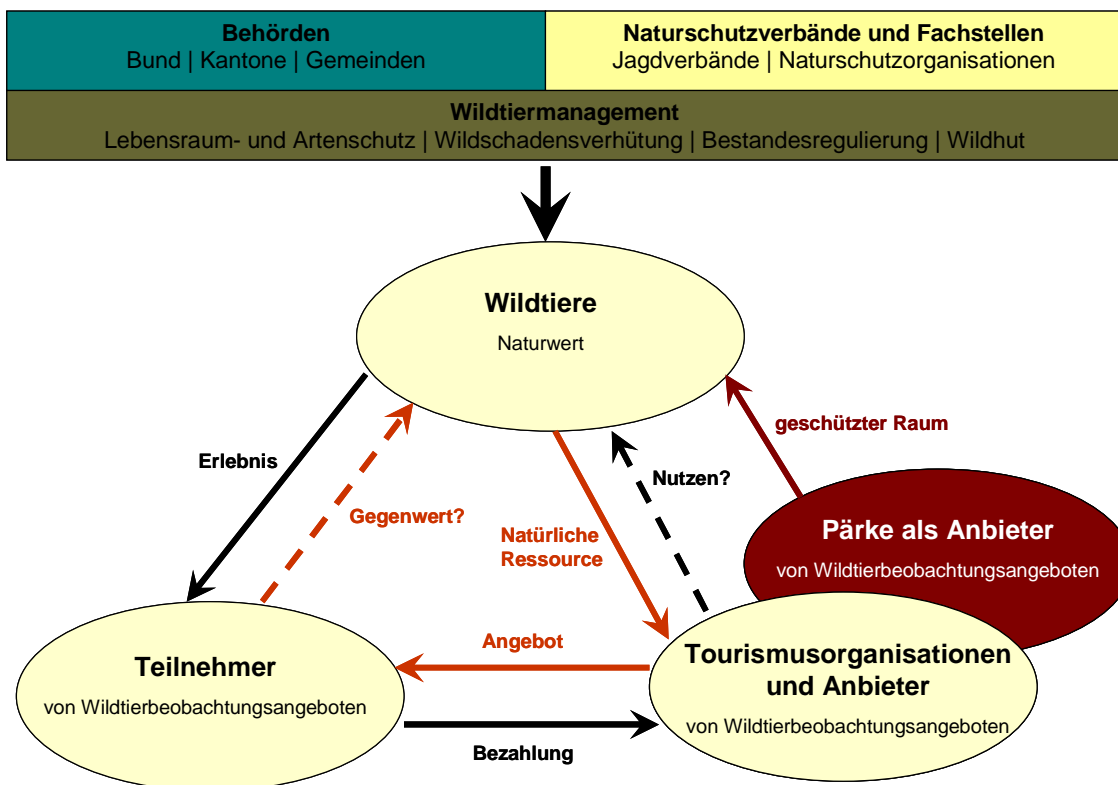 Behörden
Bund | Kantone | Gemeinden
Naturschutzverbände und Fachstellen
Jagdverbände | Naturschutzorganisationen
Wildtiermanagement
Lebensraum- und Artenschutz | Wildschadensverhütung | Bestandesregulierung | Wildhut
Wildtiere
Naturwert
Erlebnis
Gegenwert?
Natürliche
Ressource
Nutzen?
geschützter Raum
Pärke als Anbieter
von Wildtierbeobachtungsangeboten
Teilnehmer
von Wildtierbeobachtungsangeboten
Angebot
Bezahlung
Tourismusorganisationen
und Anbieter
von Wildtierbeobachtungsangeboten